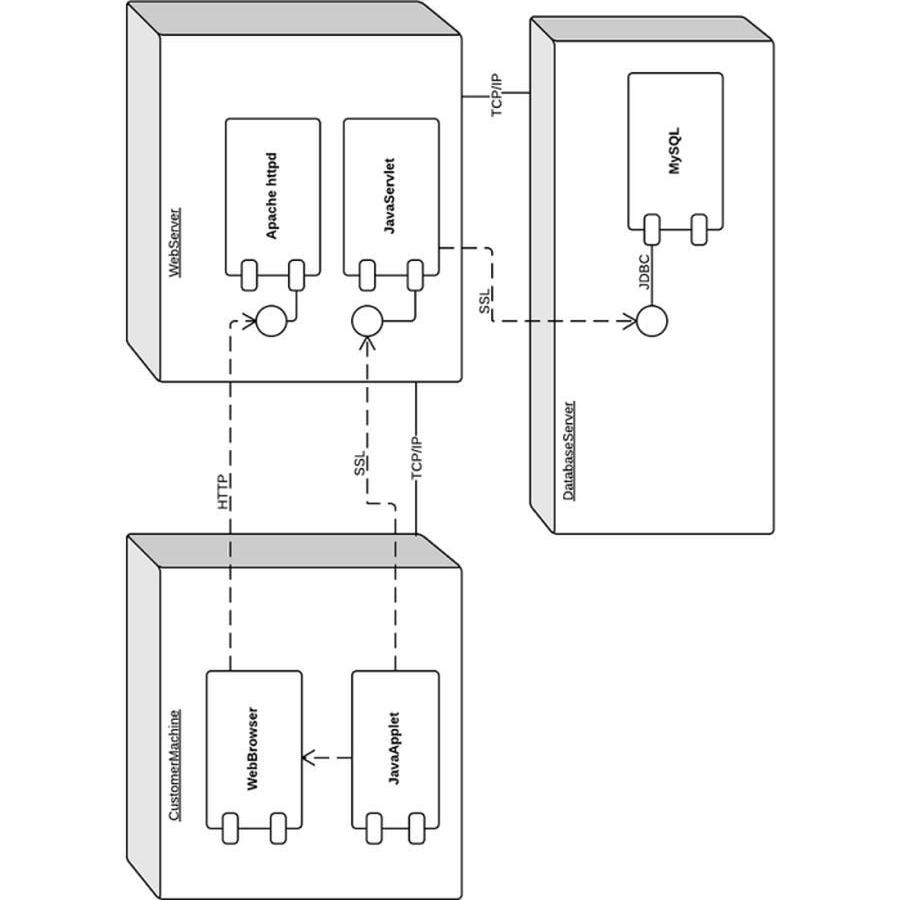 CustomerMachine
WebBrowser
JavaApplet
HTTP
SSL
TCP/IP
WebServer
Apache httpd
JavaServlet
TCP/IP
SSL
DatabaseServer
JDBC
MySQL